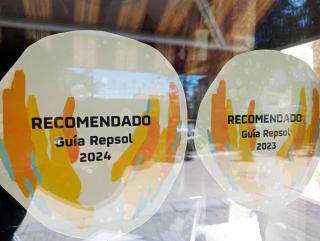 RECOMENDADO
Guía Repsol
2024
RECOMENDADO
Guía Repsol
2023